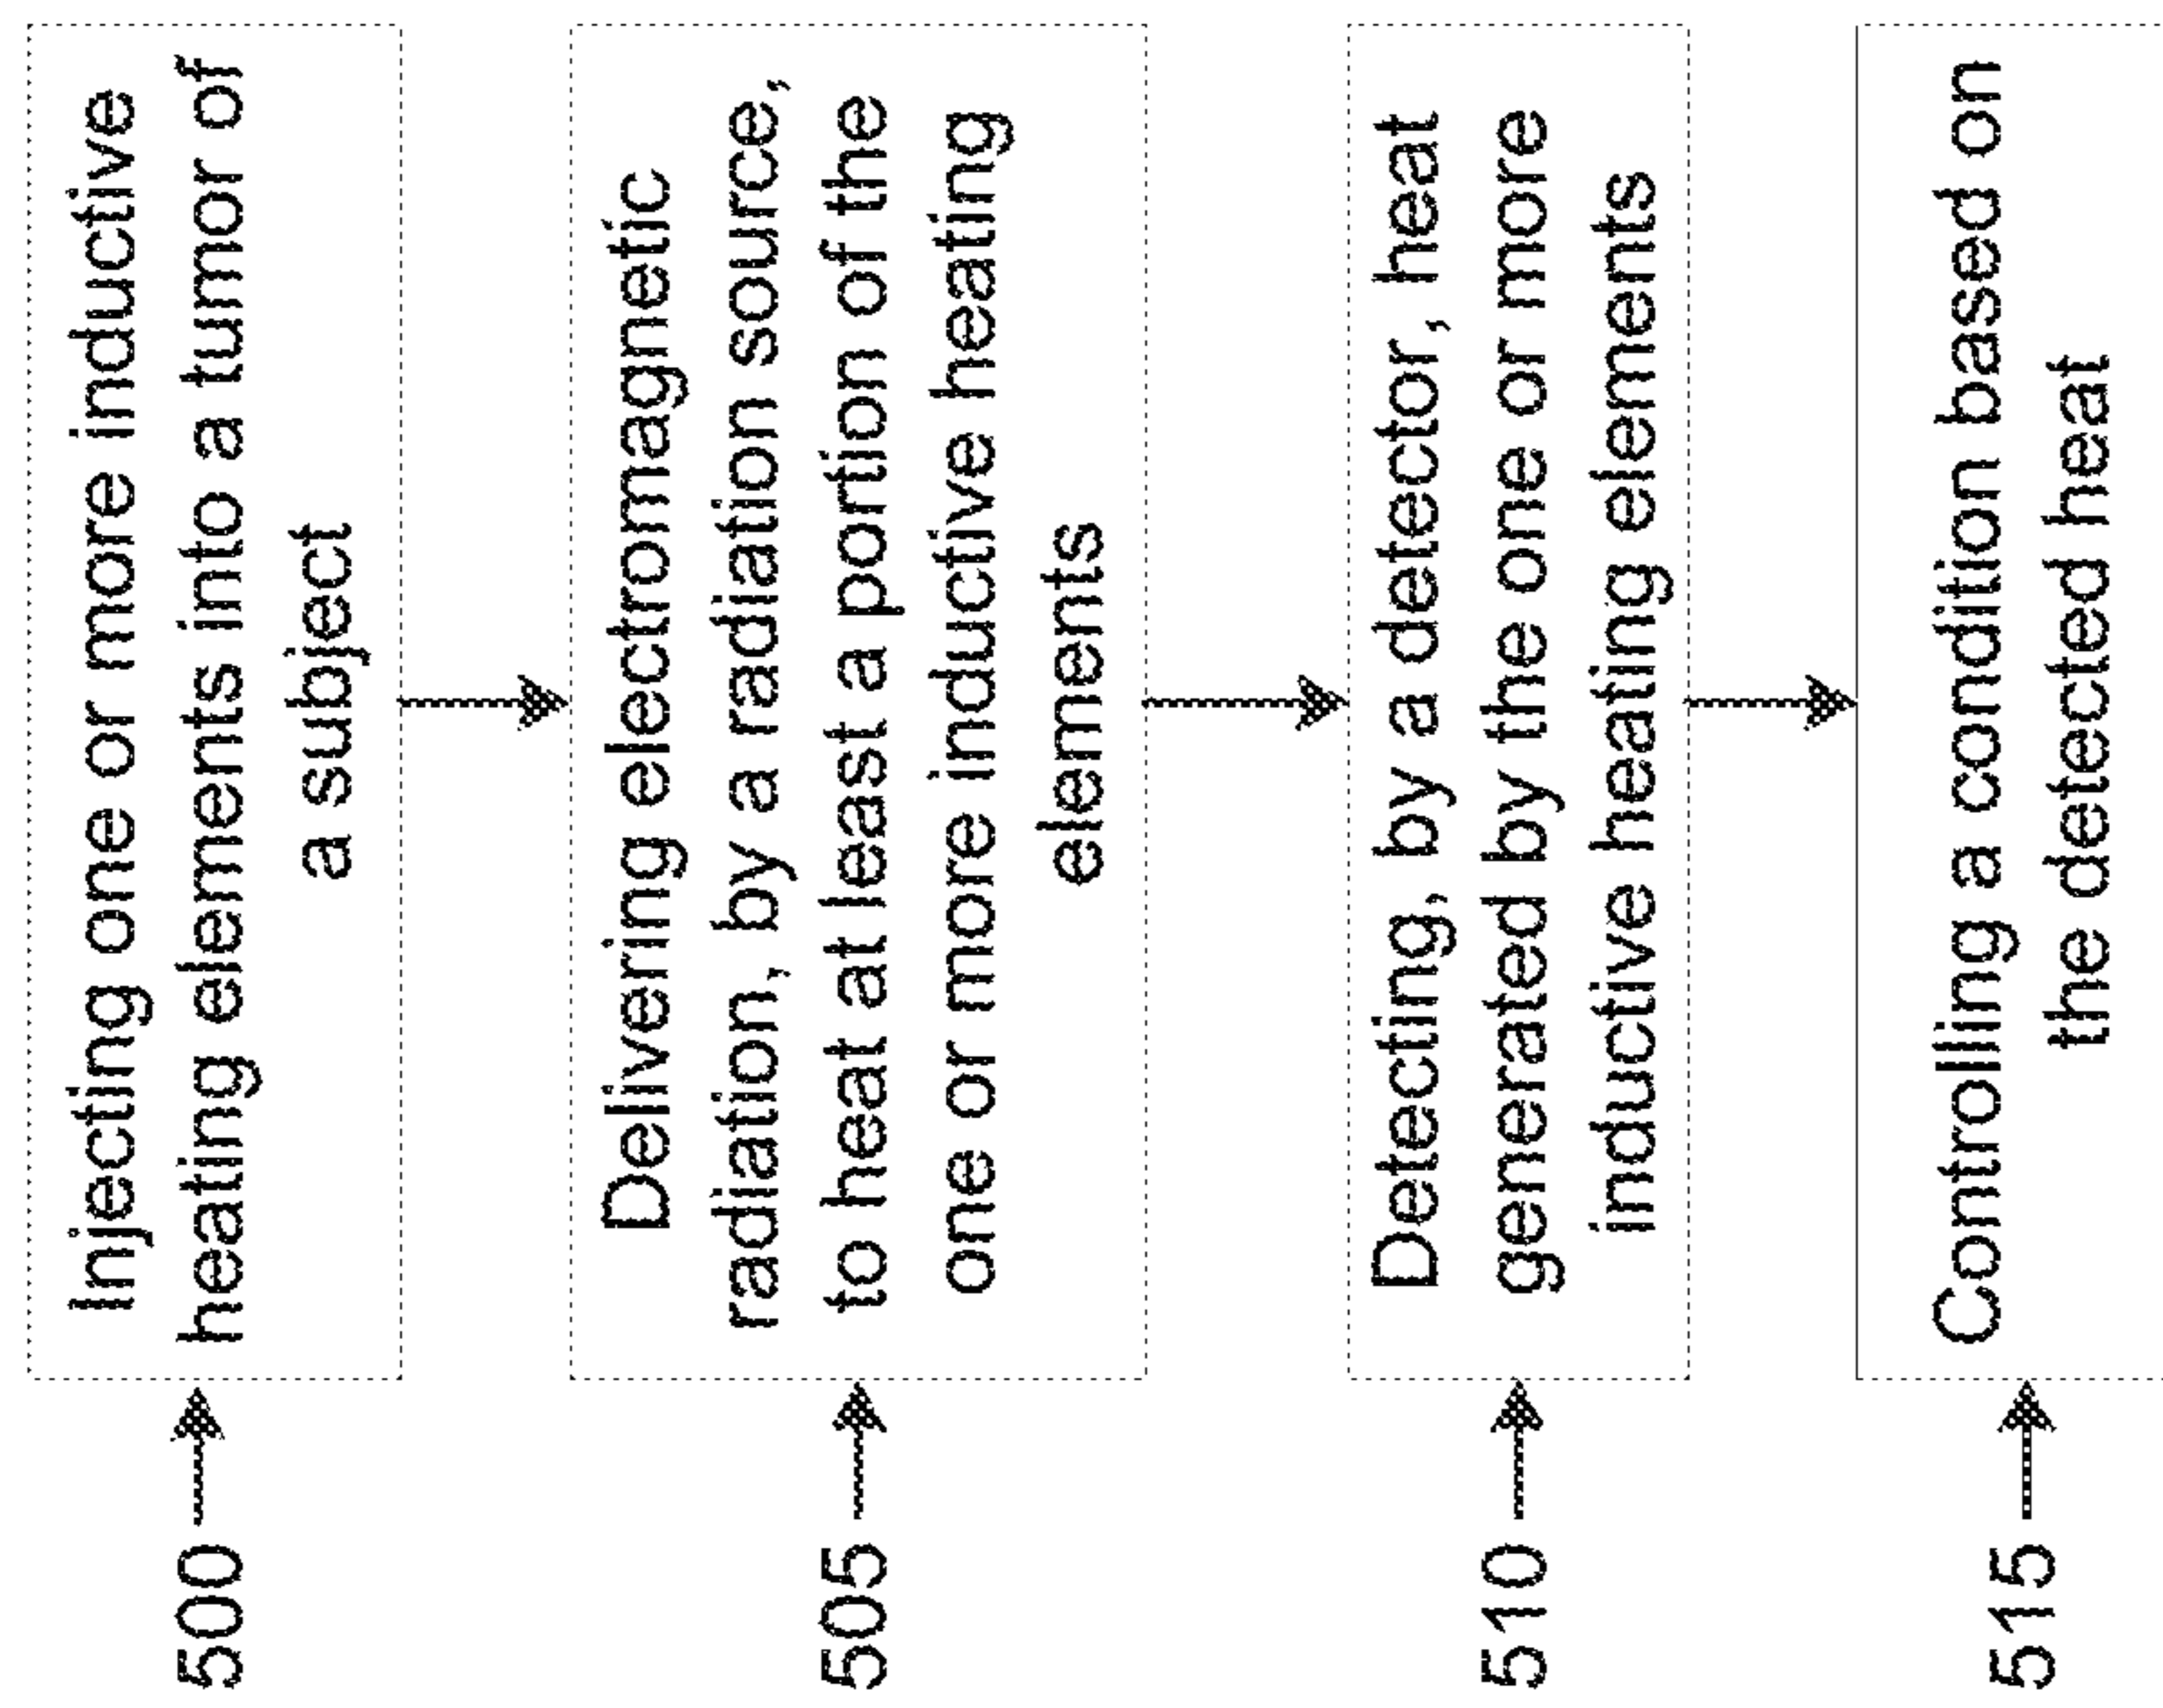 500
Injecting one or more inductive
heating elements into a tumor of
a subject
505
Delivering electromagnetic
radiation, by a radiation source,
to heat at least a portion of the
one or more inductive heating
elements
510
Detecting, by a detector, heat
generated by the one or more
inductive heating elements
515
Controlling a condition based on
the detected heat